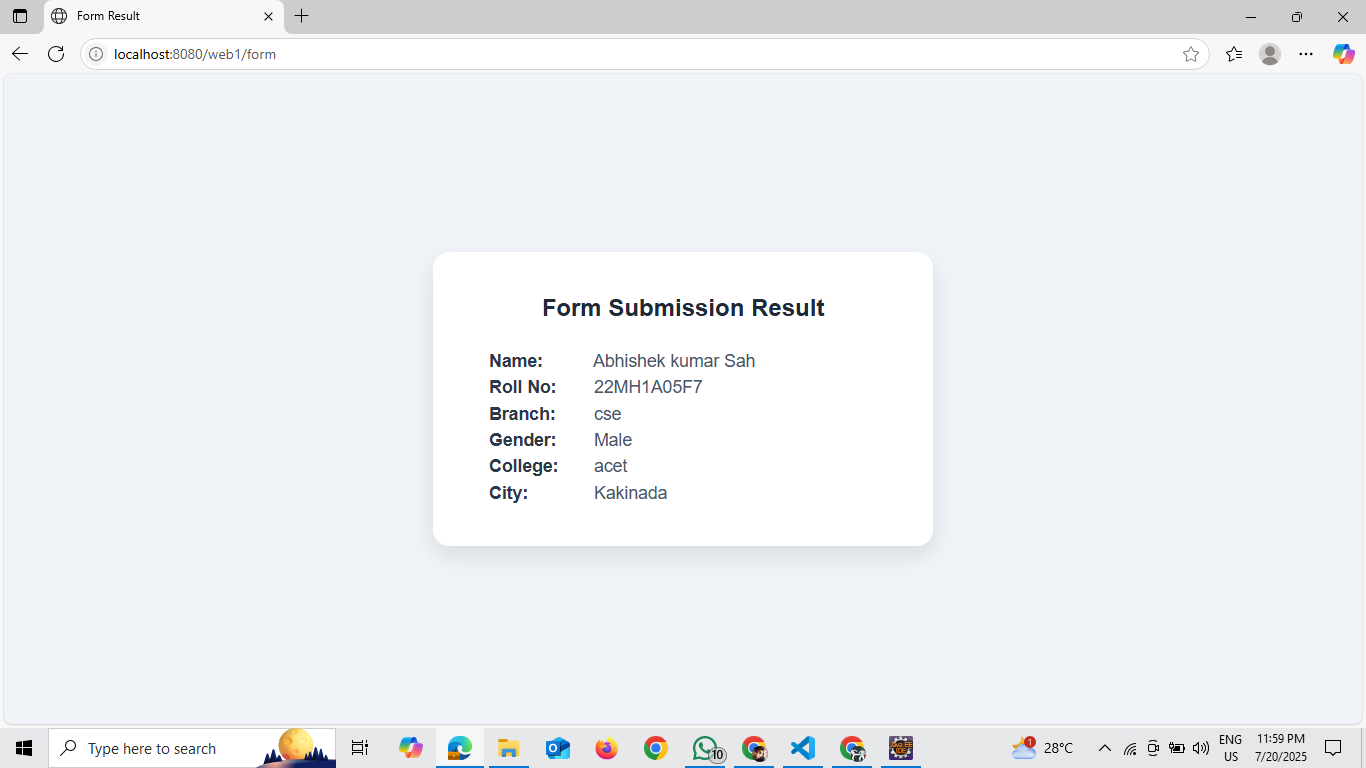 Form Result
localhost:8080/web1/form
Form Submission Result
Name: Abhishek kumar Sah
Roll No: 22MH1A05F7
Branch: cse
Gender: Male
College: acet
City: Kakinada
Type here to search
10
1
28°C
ENG
US
11:59 PM
7/20/2025